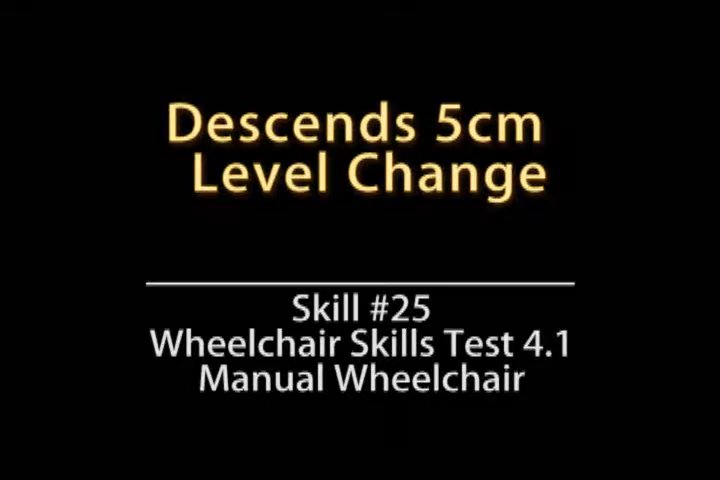 Descends 5cm
Level Change
Skill #25
Wheelchair Skills Test 4.1
Manual Wheelchair